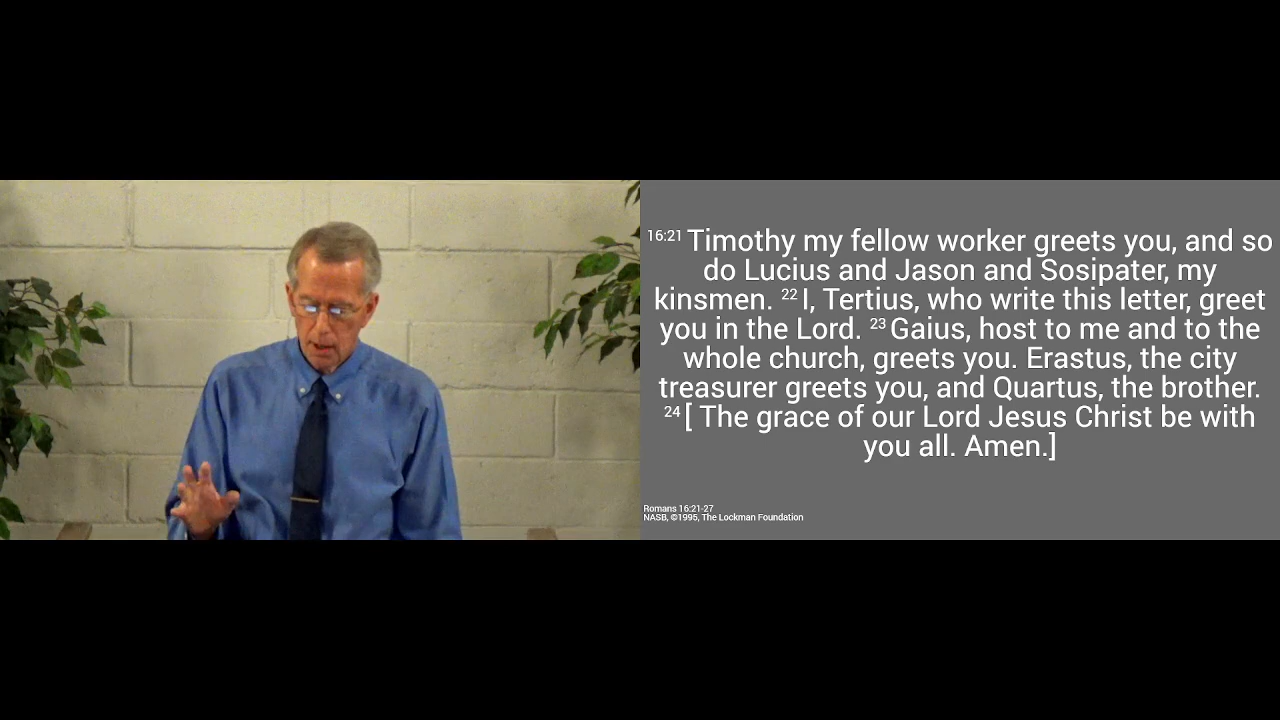 16:21 Timothy my fellow worker greets you, and so
do Lucius and Jason and Sosipater, my
kinsmen. 22 I, Tertius, who write this letter, greet
you in the Lord. 23 Gaius, host to me and to the
whole church, greets you. Erastus, the city
treasurer greets you, and Quartus, the brother.
24 [ The grace of our Lord Jesus Christ be with
you all. Amen.]
Romans 16:21-27
NASB, ©1995, The Lockman Foundation